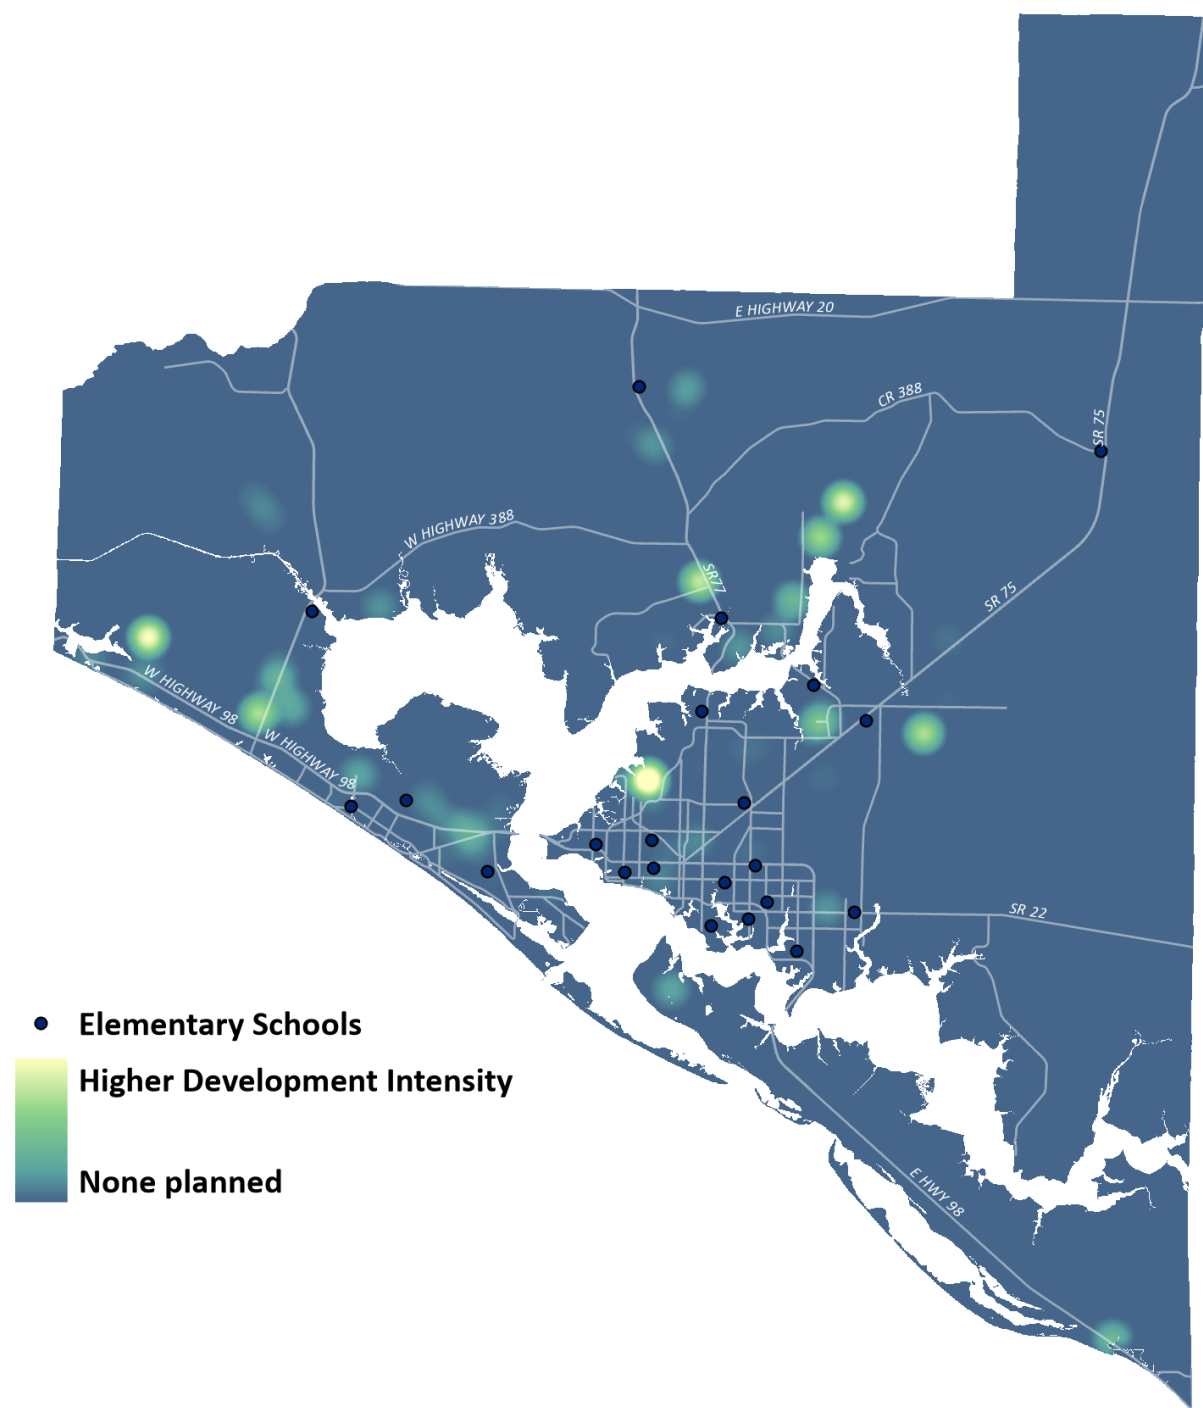 E HIGHWAY 20
CR 388
SR 75
W HIGHWAY 388
SR77
SR 75
W HIGHWAY 98
W HIGHWAY 98
SR 22
Elementary Schools
Higher Development Intensity
None planned
E HWY 98